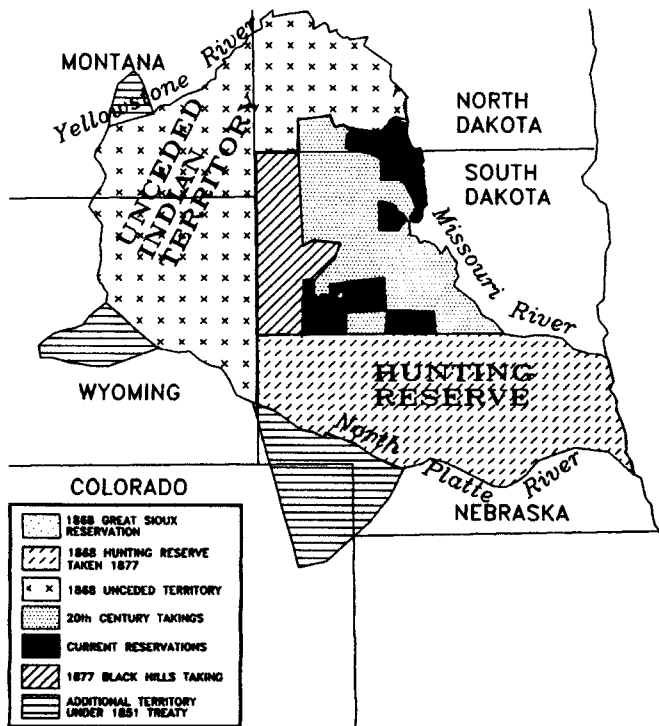 MONTANA
Yellowstone River
NORTH
DAKOTA
UNCEDED
INDIAN
TERRITORY
SOUTH
DAKOTA
Missouri River
WYOMING
HUNTING
RESERVE
North Platte River
NEBRASKA
COLORADO
1868 GREAT SIOUX
RESERVATION
1868 HUNTING RESERVE
TAKEN 1877
1868 UNCEDED TERRITORY
20th CENTURY TAKINGS
CURRENT RESERVATIONS
1877 BLACK HILLS TAKING
ADDITIONAL TERRITORY
UNDER 1851 TREATY